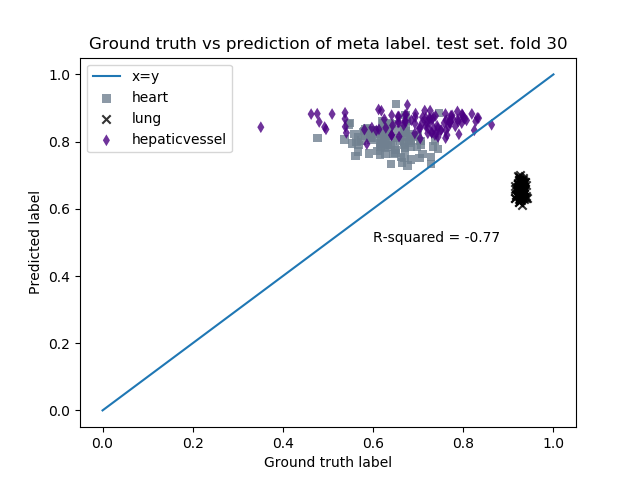 Ground truth vs prediction of meta label. test set. fold 30
x=y
heart
lung
hepaticvessel
R-squared = -0.77
Predicted label
1.0
0.8
0.6
0.4
0.2
0.0
0.0 0.2 0.4 0.6 0.8 1.0
Ground truth label